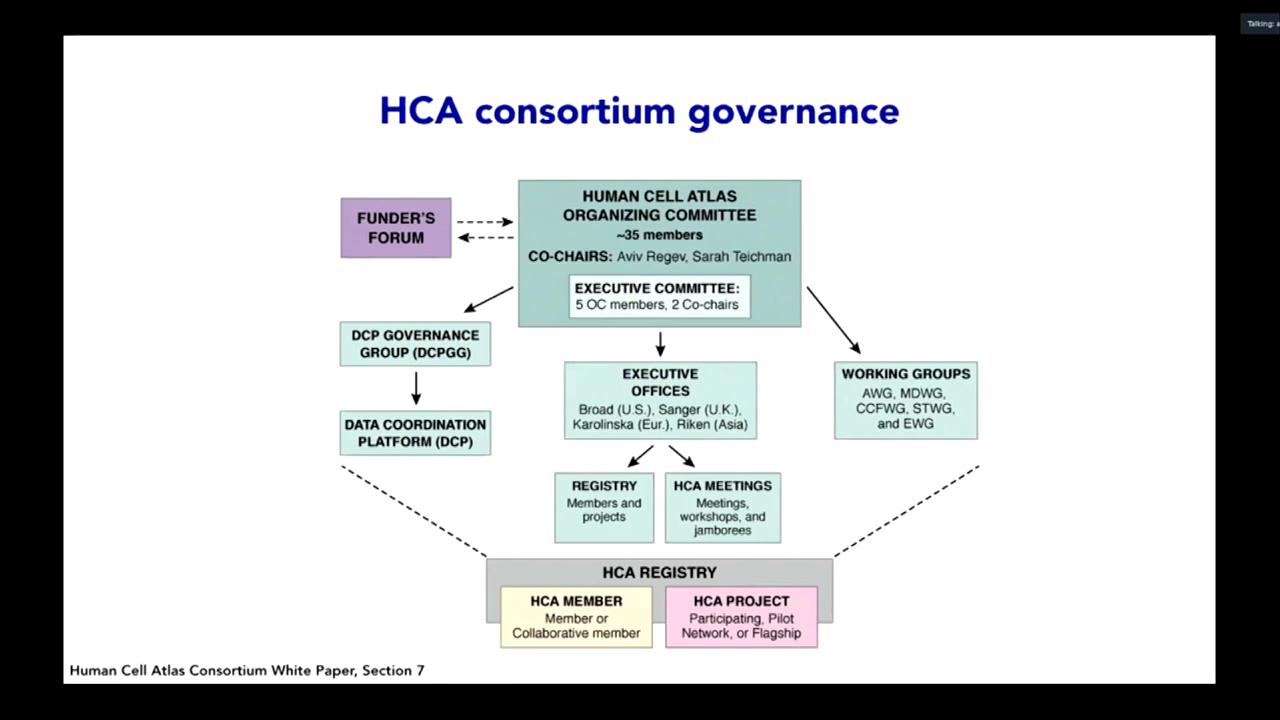 Talking:
HCA consortium governance
FUNDER'S
FORUM
HUMAN CELL ATLAS
ORGANIZING COMMITTEE
~35 members
CO-CHAIRS: Aviv Regev, Sarah Teichman
EXECUTIVE COMMITTEE:
5 OC members, 2 Co-chairs
DCP GOVERNANCE
GROUP (DCPGG)
DATA COORDINATION
PLATFORM (DCP)
EXECUTIVE
OFFICES
Broad (U.S.), Sanger (U.K.),
Karolinska (Eur.), Riken (Asia)
WORKING GROUPS
AWG, MDWG,
CCFWG, STWG,
and EWG
REGISTRY
Members and
projects
HCA MEETINGS
Meetings,
workshops, and
jamborees
HCA REGISTRY
HCA MEMBER
Member or
Collaborative member
HCA PROJECT
Participating, Pilot
Network, or Flagship
Human Cell Atlas Consortium White Paper, Section 7